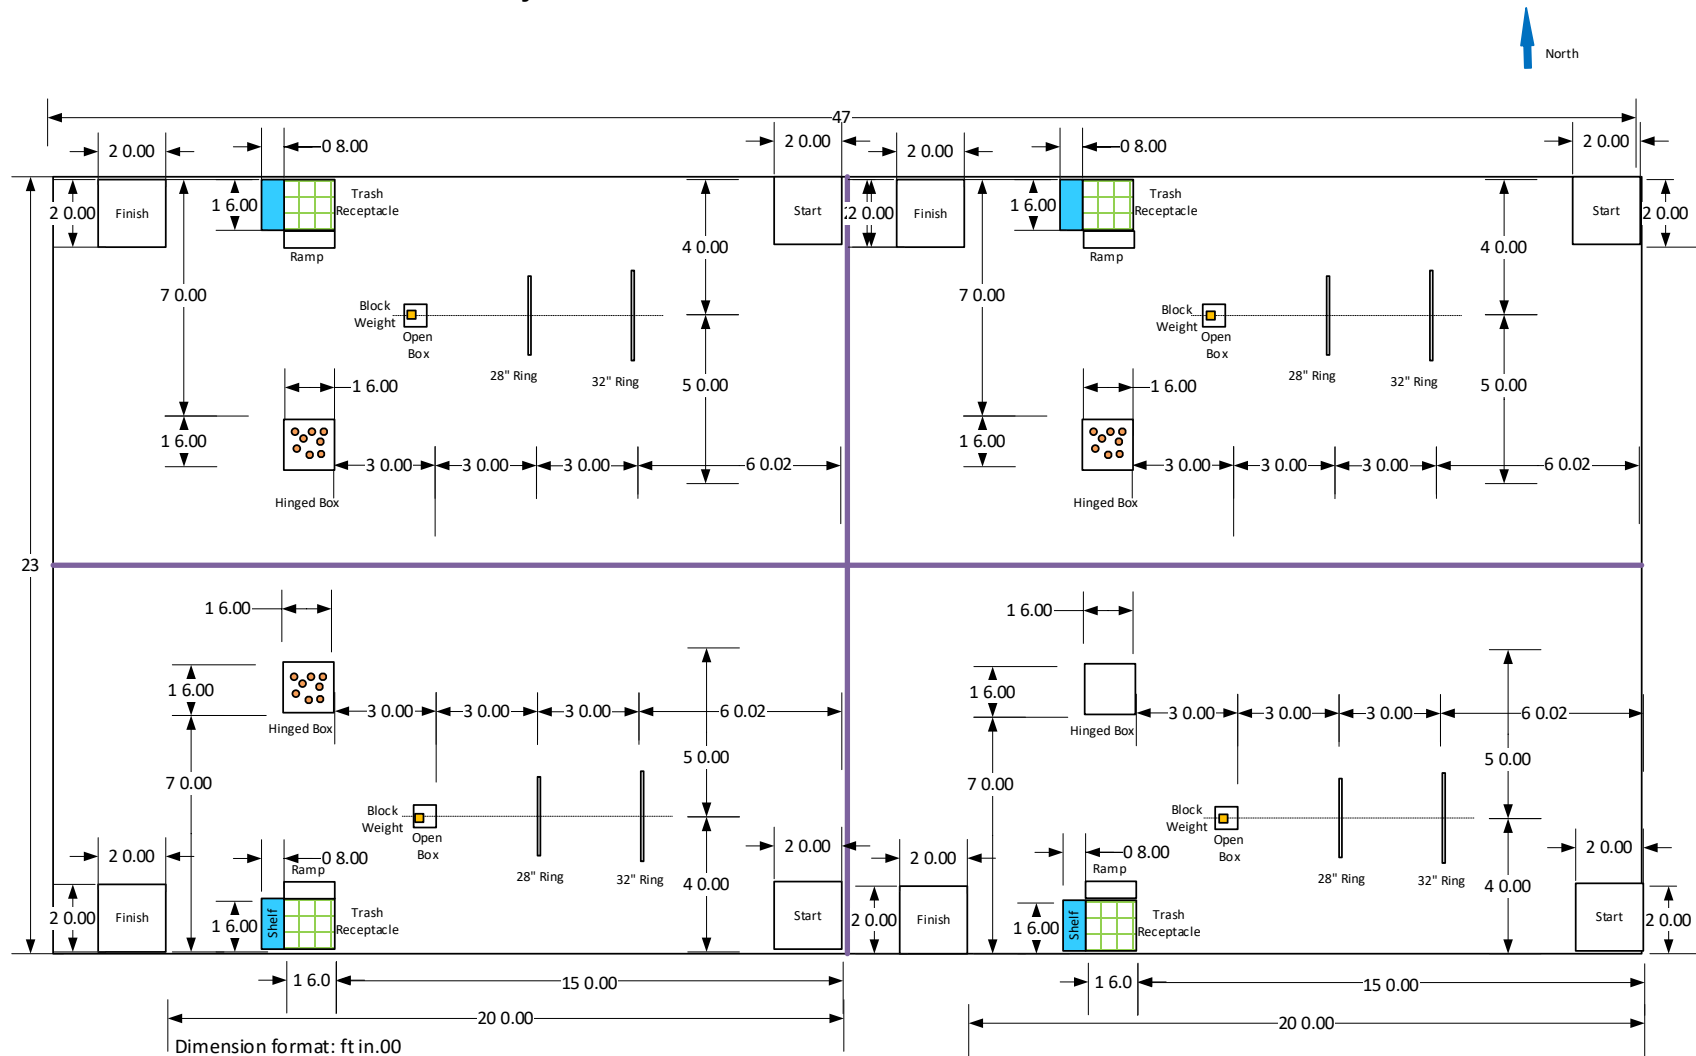 North
47
2 0.00
2 0.00
0 8.00
2 0.00
2 0.00
0 8.00
2 0.00
2 0.00
Finish
1 6.00
Trash
Receptacle
Ramp
Start
4 0.00
2 0.00
Finish
1 6.00
Trash
Receptacle
Ramp
4 0.00
Start
2 0.00
7 0.00
Block
Weight
Open
Box
28" Ring
32" Ring
5 0.00
7 0.00
Block
Weight
Open
Box
28" Ring
32" Ring
5 0.00
1 6.00
1 6.00
1 6.00
1 6.00
3 0.00
3 0.00
3 0.00
6 0.02
3 0.00
3 0.00
3 0.00
6 0.02
Hinged Box
Hinged Box
23
1 6.00
1 6.00
1 6.00
1 6.00
3 0.00
3 0.00
3 0.00
6 0.02
3 0.00
3 0.00
3 0.00
6 0.02
Hinged Box
Hinged Box
5 0.00
5 0.00
7 0.00
7 0.00
Block
Weight
Open
Box
Block
Weight
Open
Box
2 0.00
0 8.00
Ramp
28" Ring
32" Ring
2 0.00
4 0.00
2 0.00
0 8.00
Ramp
28" Ring
32" Ring
2 0.00
4 0.00
2 0.00
Finish
1 6.00
Shelf
Trash
Receptacle
Start
2 0.00
Finish
1 6.00
Shelf
Trash
Receptacle
Start
2 0.00
1 6.0
15 0.00
1 6.0
15 0.00
20 0.00
20 0.00
Dimension format: ft in.00